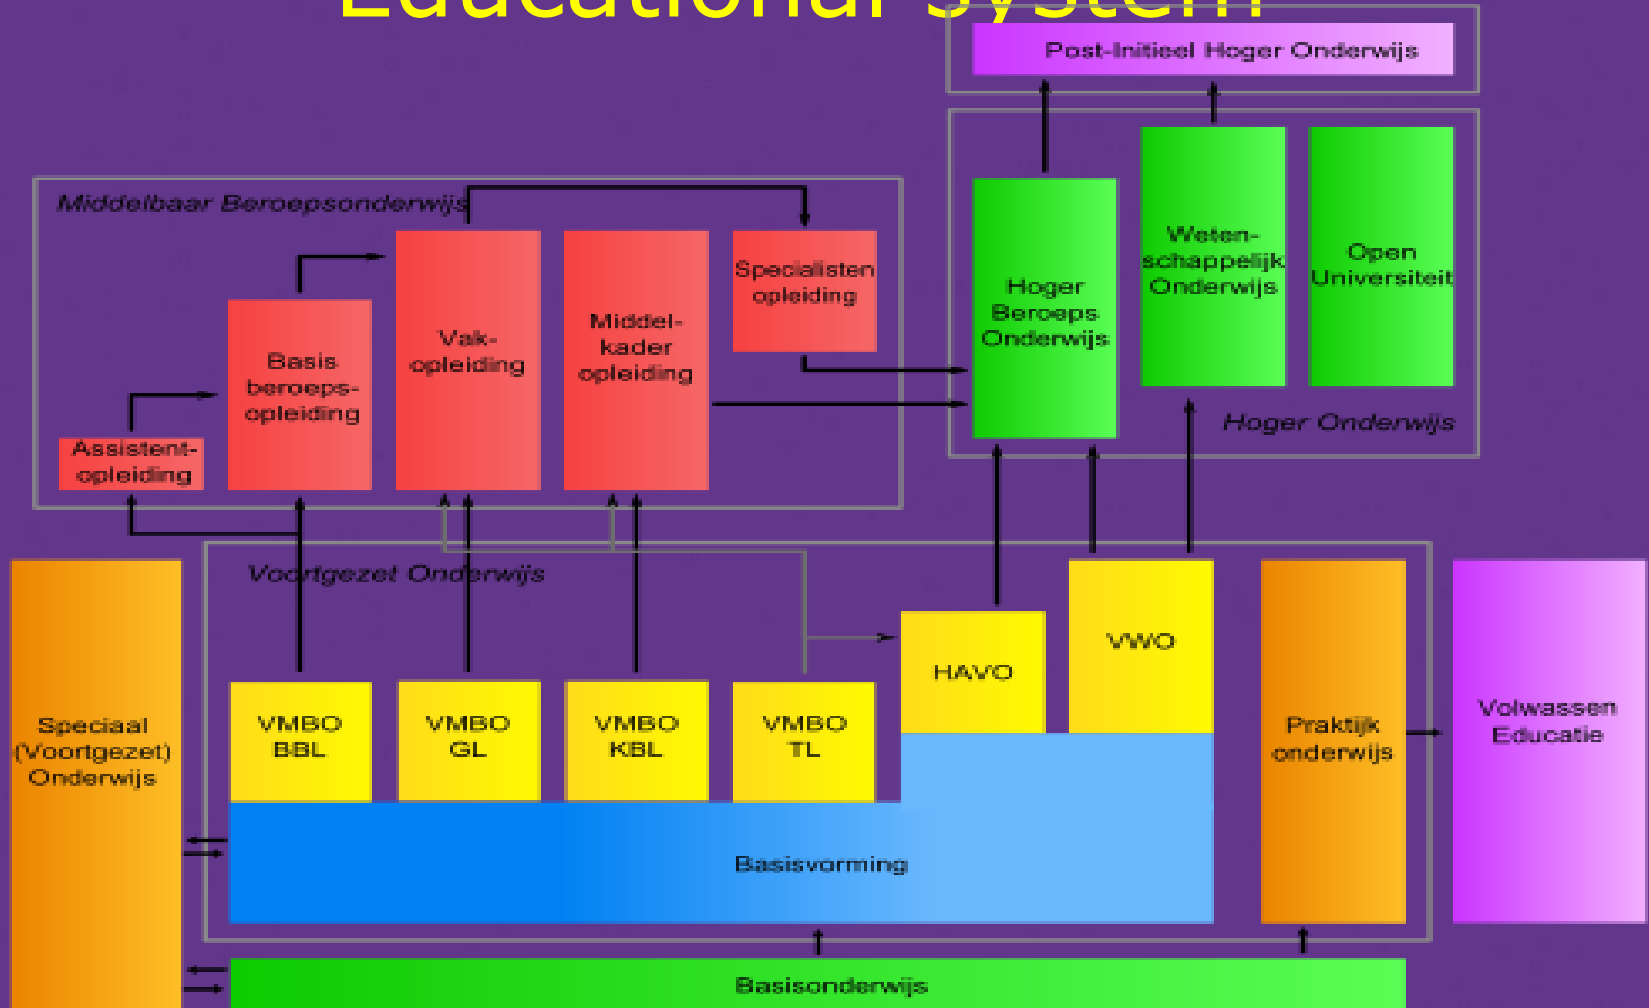 Educational system
Post-Initieel Hoger Onderwijs
Middelbaar Beroepsonderwijs
Weten-
schappelijk
Onderwijs
Open
Universiteit
Specialisten
opleiding
Hoger
Beroeps
Onderwijs
Middel-
kader
opleiding
Vak-
opleiding
Basis
beroeps-
opleiding
Assistent-
opleiding
Hoger Onderwijs
Voortgezet Onderwijs
Speciaal
(Voortgezet)
Onderwijs
VMBO
BBL
VMBO
GL
VMBO
KBL
VMBO
TL
HAVO
VWO
Praktijk
onderwijs
Volwassen
Educatie
Basisvorming
Basisonderwijs